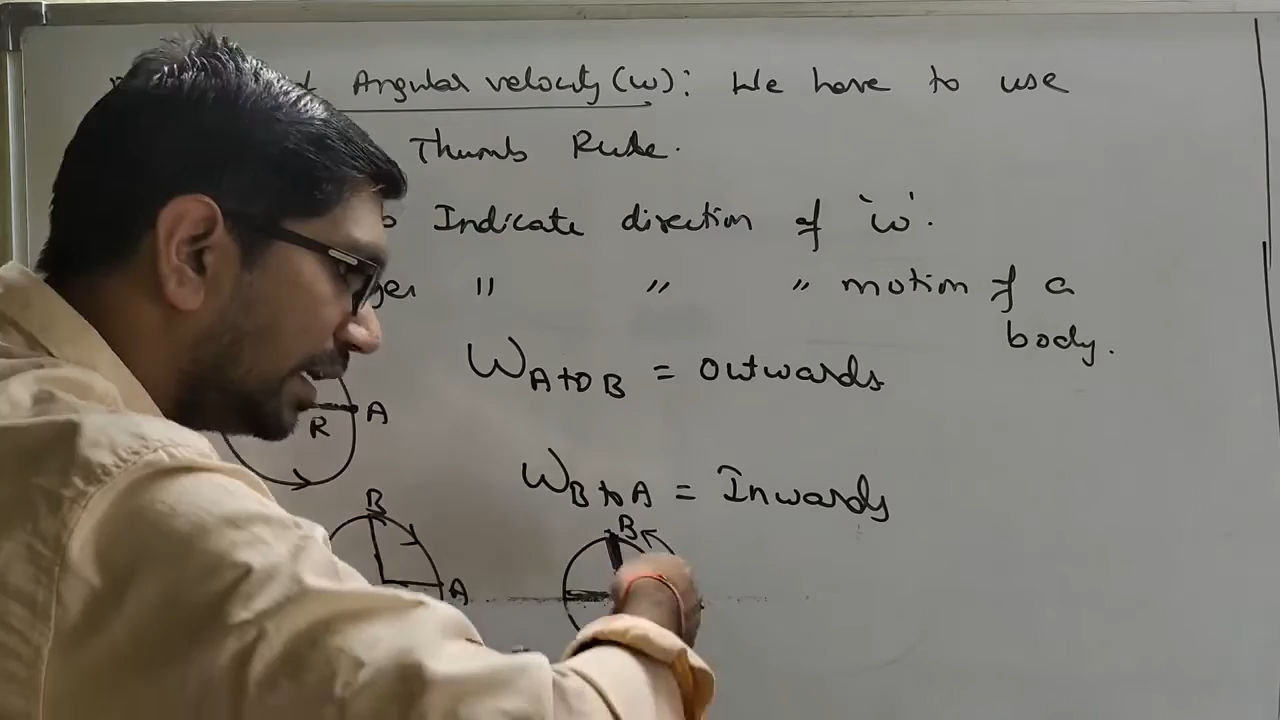 Angular velocity (ω): We have to use
Thumb Rule.
Indicate direction of 'ω'.
" " " motion of a
body.
ω A to B = Outwards
R A
ω B to A = Inwards
B
B
A